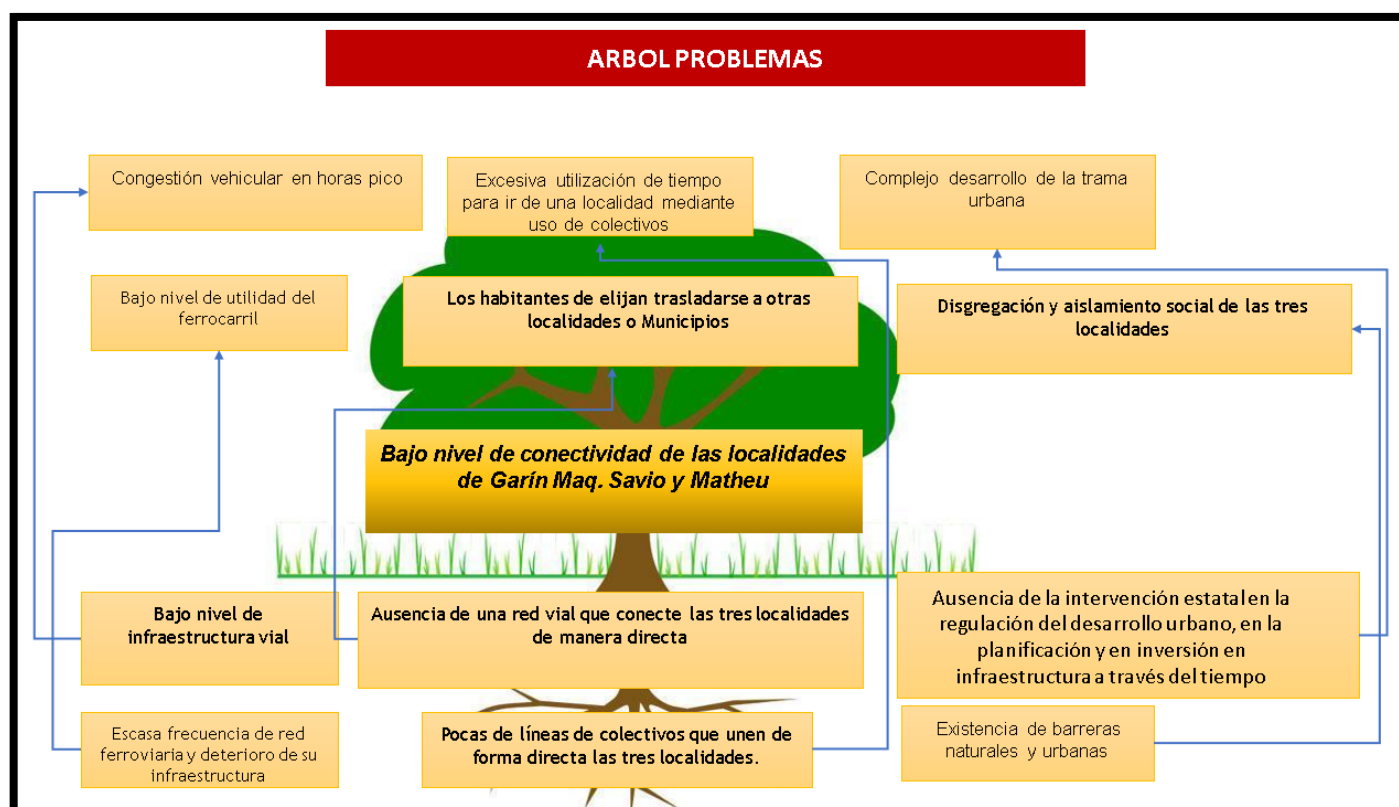 ARBOL PROBLEMAS
Congestión vehicular en horas pico
Excesiva utilización de tiempo
para ir de una localidad mediante
uso de colectivos
Complejo desarrollo de la trama
urbana
Bajo nivel de utilidad del
ferrocarril
Los habitantes de elijan trasladarse a otras
localidades o Municipios
Disgregación y aislamiento social de las tres
localidades
Bajo nivel de conectividad de las localidades
de Garín Maq. Savio y Matheu
Bajo nivel de
infraestructura vial
Ausencia de una red vial que conecte las tres localidades
de manera directa
Ausencia de la intervención estatal en la
regulación del desarrollo urbano, en la
planificación y en inversión en
infraestructura a través del tiempo
Escasa frecuencia de red
ferroviaria y deterioro de su
infraestructura
Pocas de líneas de colectivos que unen de
forma directa las tres localidades.
Existencia de barreras
naturales y urbanas